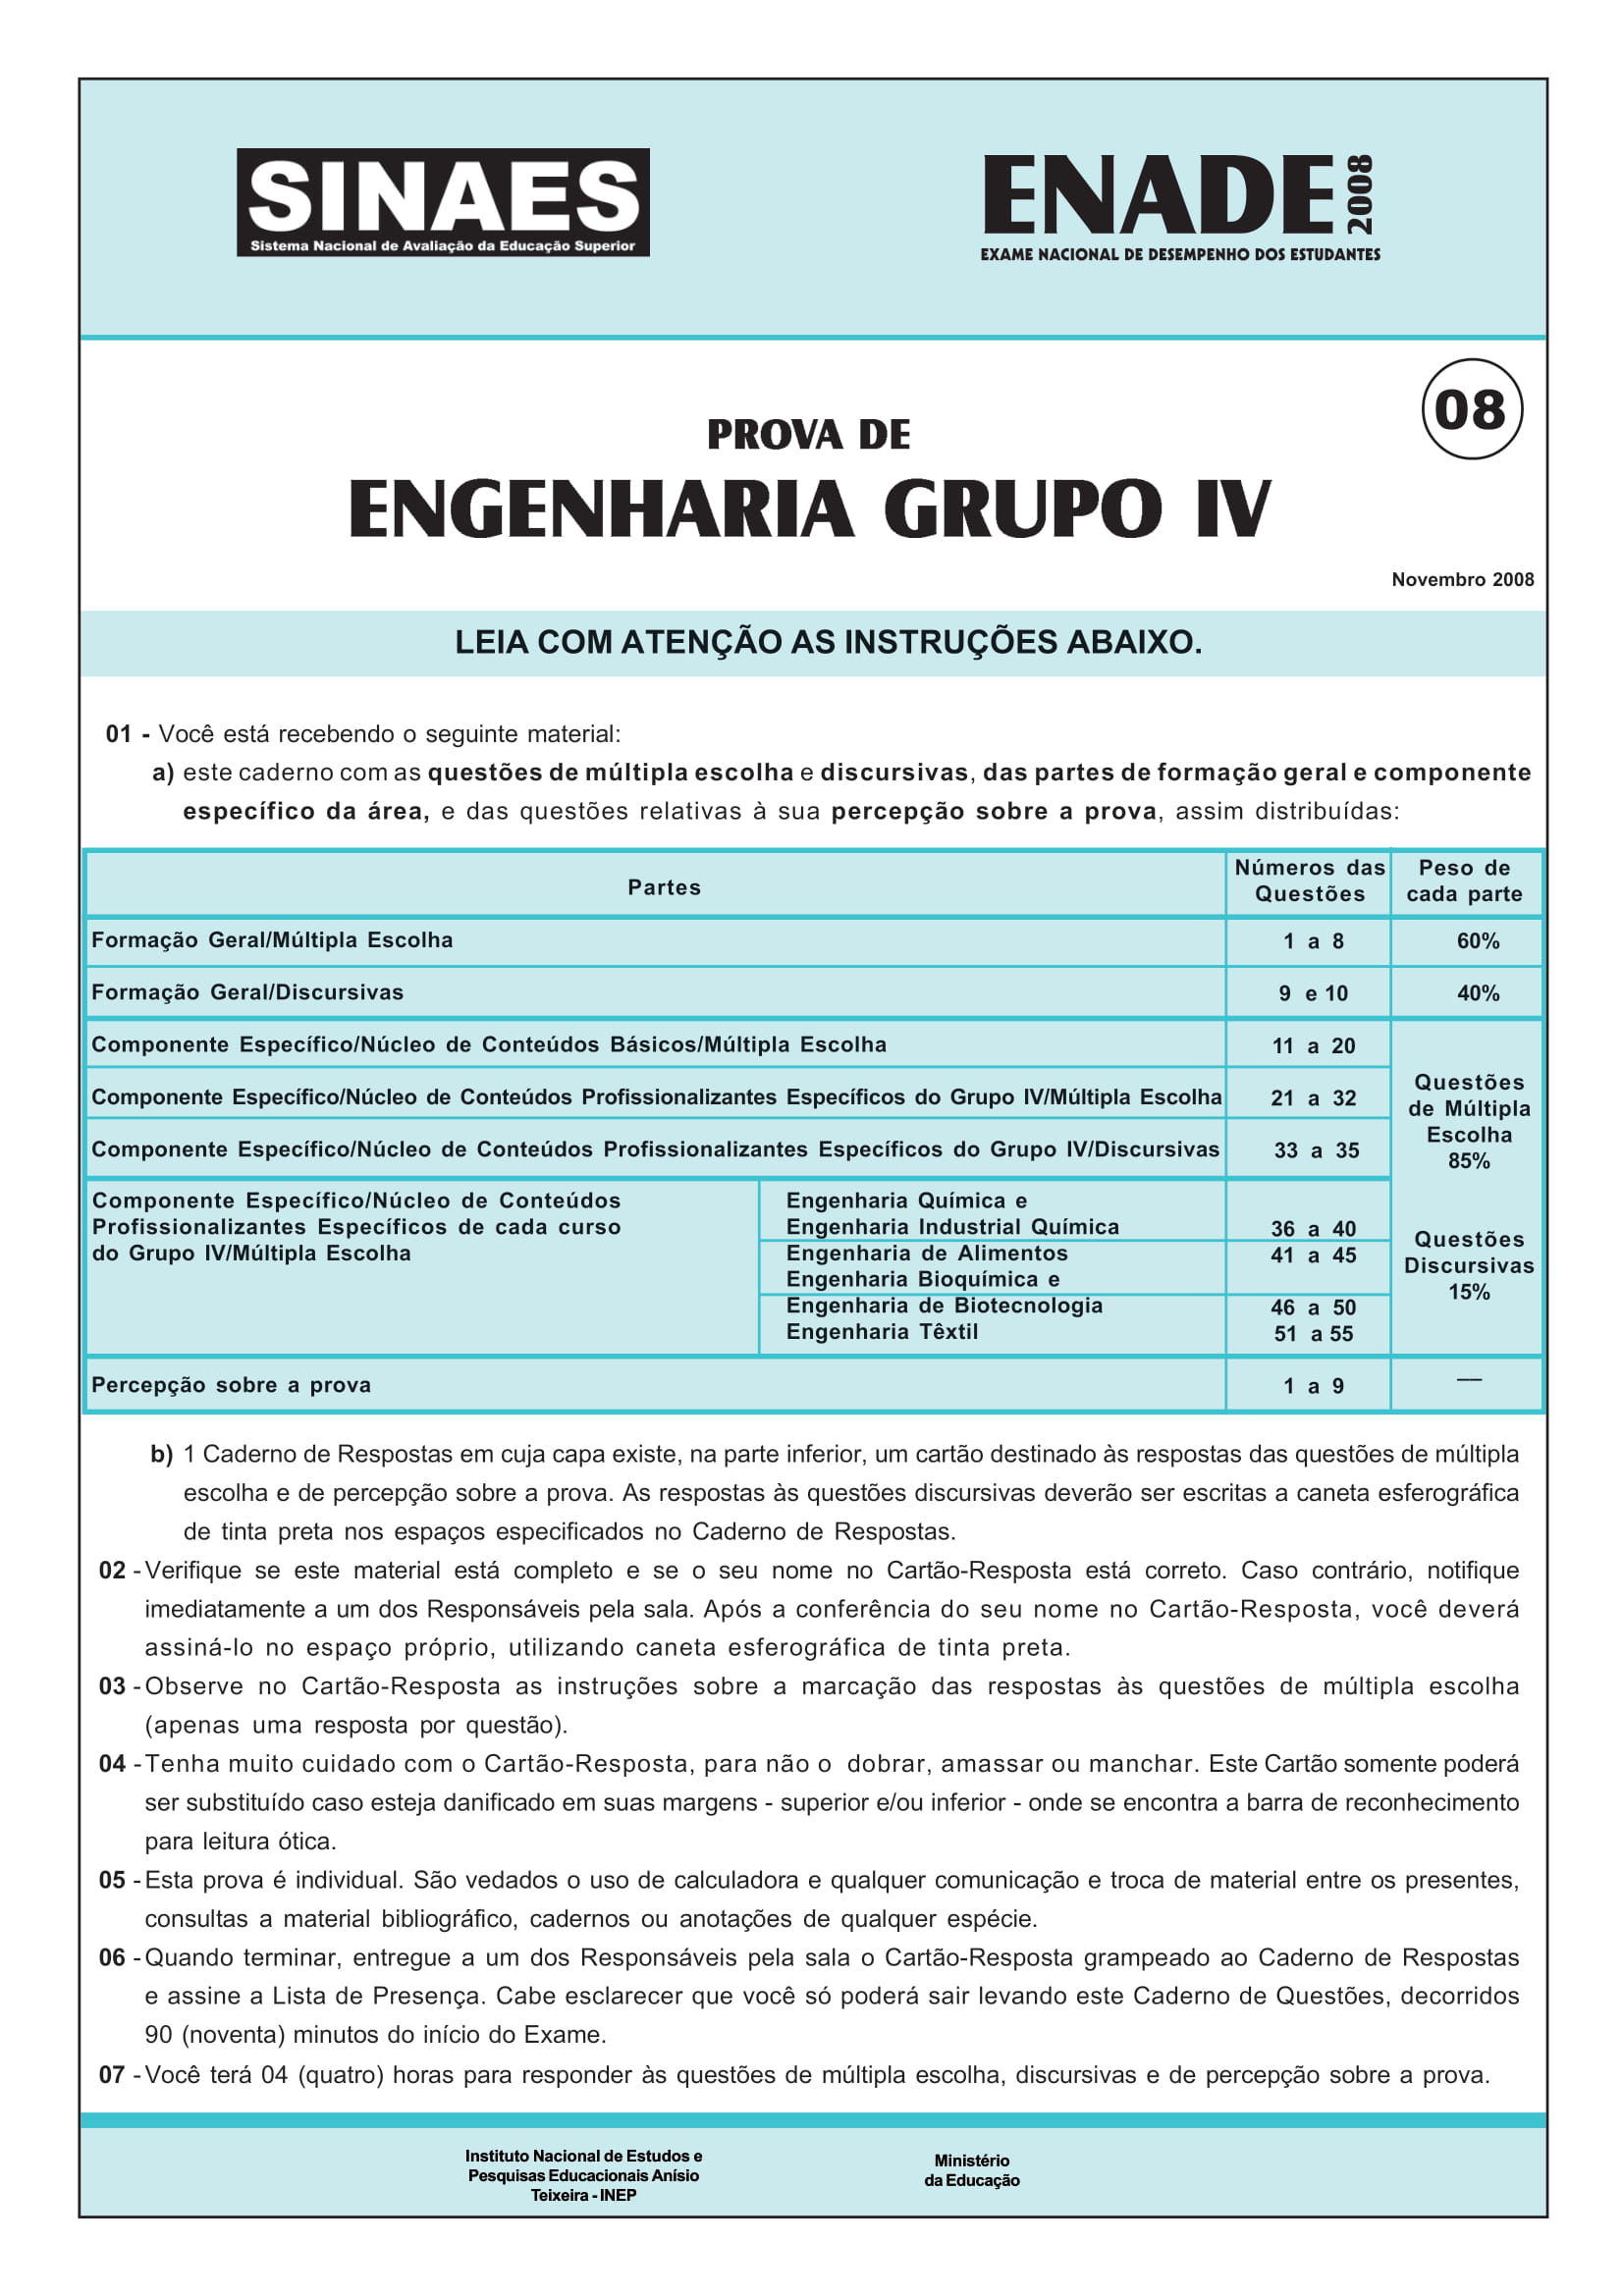 SINAES
Sistema Nacional de Avaliação da Educação Superior
ENADE 2008
EXAME NACIONAL DE DESEMPENHO DOS ESTUDANTES
08
PROVA DE
ENGENHARIA GRUPO IV
Novembro 2008
LEIA COM ATENÇÃO AS INSTRUÇÕES ABAIXO.
01 - Você está recebendo o seguinte material:
a) este caderno com as questões de múltipla escolha e discursivas, das partes de formação geral e componente
específico da área, e das questões relativas à sua percepção sobre a prova, assim distribuídas:
Partes
Números das
Questões
Peso de
cada parte
Formação Geral/Múltipla Escolha
1 a 8
60%
Formação Geral/Discursivas
9 e 10
40%
Componente Específico/Núcleo de Conteúdos Básicos/Múltipla Escolha
11 a 20
Componente Específico/Núcleo de Conteúdos Profissionalizantes Específicos do Grupo IV/Múltipla Escolha
21 a 32
Componente Específico/Núcleo de Conteúdos Profissionalizantes Específicos do Grupo IV/Discursivas
33 a 35
Questões
de Múltipla
Escolha
85%
Questões
Discursivas
15%
Componente Específico/Núcleo de Conteúdos
Profissionalizantes Específicos de cada curso
do Grupo IV/Múltipla Escolha
Engenharia Química e
Engenharia Industrial Química
36 a 40
Engenharia de Alimentos
41 a 45
Engenharia Bioquímica e
Engenharia de Biotecnologia
46 a 50
Engenharia Têxtil
51 a 55
Percepção sobre a prova
1 a 9
—
b) 1 Caderno de Respostas em cuja capa existe, na parte inferior, um cartão destinado às respostas das questões de múltipla
escolha e de percepção sobre a prova. As respostas às questões discursivas deverão ser escritas a caneta esferográfica
de tinta preta nos espaços especificados no Caderno de Respostas.
02 - Verifique se este material está completo e se o seu nome no Cartão-Resposta está correto. Caso contrário, notifique
imediatamente a um dos Responsáveis pela sala. Após a conferência do seu nome no Cartão-Resposta, você deverá
assiná-lo no espaço próprio, utilizando caneta esferográfica de tinta preta.
03 - Observe no Cartão-Resposta as instruções sobre a marcação das respostas às questões de múltipla escolha
(apenas uma resposta por questão).
04 - Tenha muito cuidado com o Cartão-Resposta, para não o dobrar, amassar ou manchar. Este Cartão somente poderá
ser substituído caso esteja danificado em suas margens - superior e/ou inferior - onde se encontra a barra de reconhecimento
para leitura ótica.
05 - Esta prova é individual. São vedados o uso de calculadora e qualquer comunicação e troca de material entre os presentes,
consultas a material bibliográfico, cadernos ou anotações de qualquer espécie.
06 - Quando terminar, entregue a um dos Responsáveis pela sala o Cartão-Resposta grampeado ao Caderno de Respostas
e assine a Lista de Presença. Cabe esclarecer que você só poderá sair levando este Caderno de Questões, decorridos
90 (noventa) minutos do início do Exame.
07 - Você terá 04 (quatro) horas para responder às questões de múltipla escolha, discursivas e de percepção sobre a prova.
Instituto Nacional de Estudos e
Pesquisas Educacionais Anísio
Teixeira - INEP
Ministério
da Educação